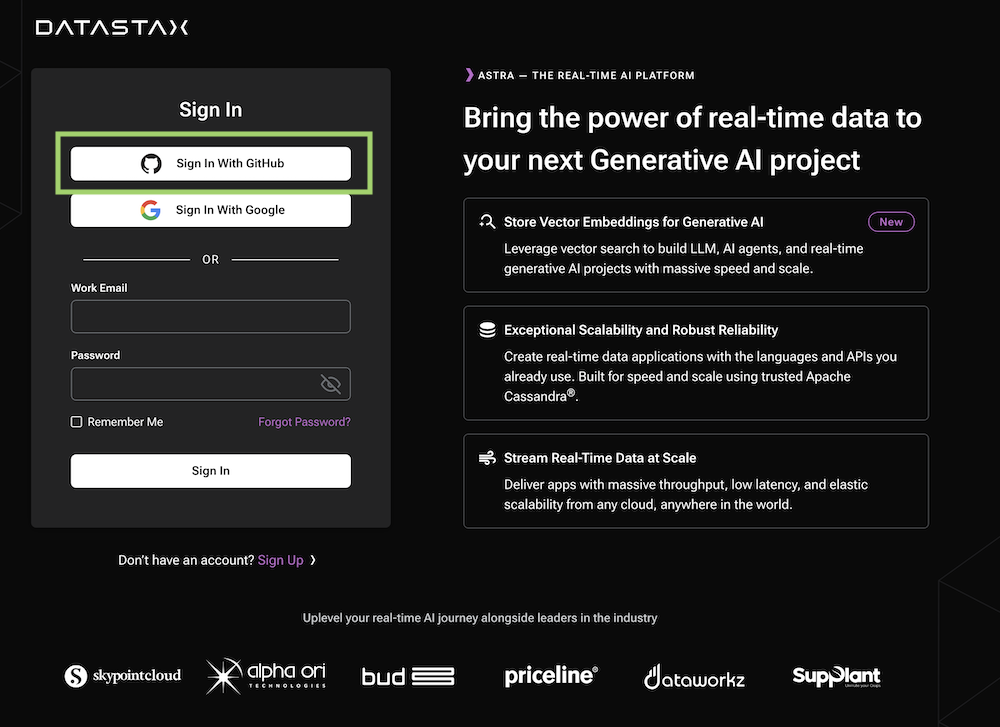 DATASTAX
Sign In
Sign In With GitHub
Sign In With Google
OR
Work Email
Password
Remember Me
Forgot Password?
Sign In
Don't have an account? Sign Up ❯
❯ ASTRA — THE REAL-TIME AI PLATFORM
Bring the power of real-time data to
your next Generative AI project
Store Vector Embeddings for Generative AI
New
Leverage vector search to build LLM, AI agents, and real-time
generative AI projects with massive speed and scale.
Exceptional Scalability and Robust Reliability
Create real-time data applications with the languages and APIs you
already use. Built for speed and scale using trusted Apache
Cassandra®.
Stream Real-Time Data at Scale
Deliver apps with massive throughput, low latency, and elastic
scalability from any cloud, anywhere in the world.
Uplevel your real-time AI journey alongside leaders in the industry
S skypointcloud
alpha ori
TECHNOLOGIES
bud
priceline®
dataworkz
SupPlant